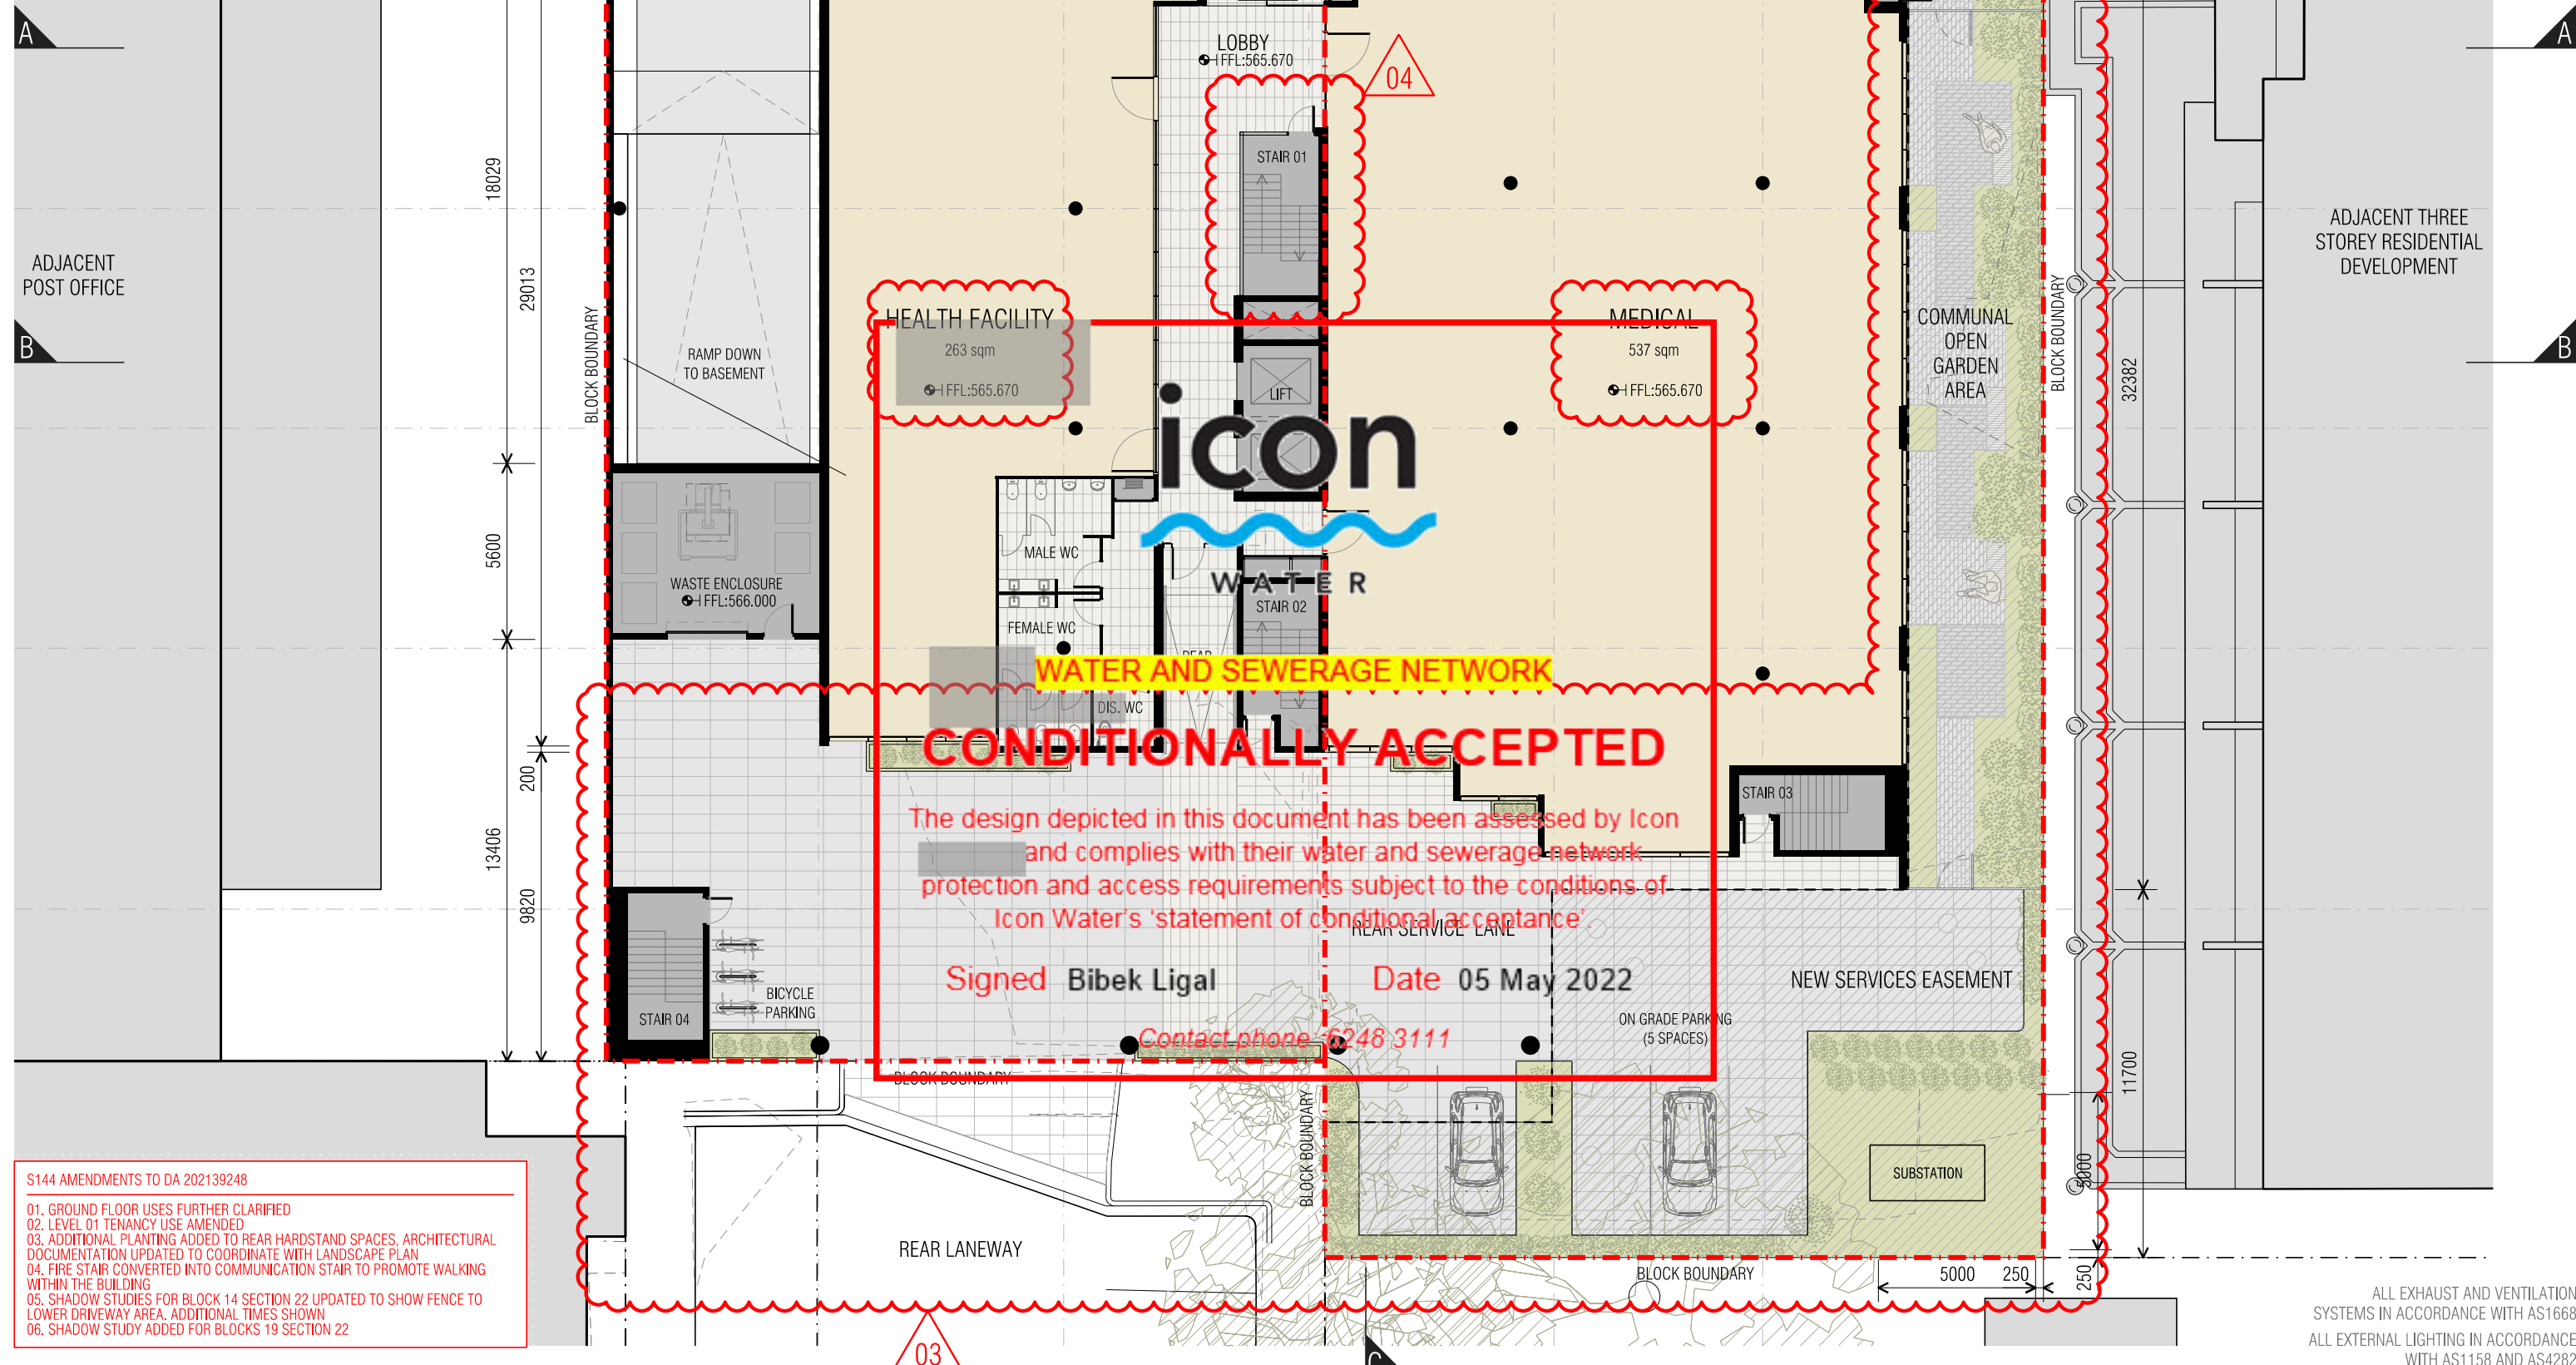 A
A
LOBBY
FFL:565.670
04
STAIR 01
18029
29013
ADJACENT
POST OFFICE
ADJACENT THREE
STOREY RESIDENTIAL
DEVELOPMENT
BLOCK BOUNDARY
BLOCK BOUNDARY
B
B
RAMP DOWN
TO BASEMENT
HEALTH FACILITY
263 sqm
FFL:565.670
MEDICAL
537 sqm
FFL:565.670
COMMUNAL
OPEN
GARDEN
AREA
32382
LIFT
icon
WATER
5600
WASTE ENCLOSURE
FFL:566.000
MALE WC
FEMALE WC
STAIR 02
REAR
WATER AND SEWERAGE NETWORK
DIS. WC
CONDITIONALLY ACCEPTED
200
13406
9820
STAIR 03
The design depicted in this document has been assessed by Icon
and complies with their water and sewerage network
protection and access requirements subject to the conditions of
Icon Water's 'statement of conditional acceptance'.
REAR SERVICE LANE
Signed Bibek Ligal Date 05 May 2022
NEW SERVICES EASEMENT
BICYCLE
PARKING
STAIR 04
ON GRADE PARKING
(5 SPACES)
Contact phone: 6248 3111
BLOCK BOUNDARY
BLOCK BOUNDARY
11700
SUBSTATION
5000
REAR LANEWAY
BLOCK BOUNDARY
5000 250
250
S144 AMENDMENTS TO DA 202139248
01. GROUND FLOOR USES FURTHER CLARIFIED
02. LEVEL 01 TENANCY USE AMENDED
03. ADDITIONAL PLANTING ADDED TO REAR HARDSTAND SPACES. ARCHITECTURAL
DOCUMENTATION UPDATED TO COORDINATE WITH LANDSCAPE PLAN
04. FIRE STAIR CONVERTED INTO COMMUNICATION STAIR TO PROMOTE WALKING
WITHIN THE BUILDING
05. SHADOW STUDIES FOR BLOCK 14 SECTION 22 UPDATED TO SHOW FENCE TO
LOWER DRIVEWAY AREA. ADDITIONAL TIMES SHOWN
06. SHADOW STUDY ADDED FOR BLOCKS 19 SECTION 22
03
C
ALL EXHAUST AND VENTILATION
SYSTEMS IN ACCORDANCE WITH AS1668
ALL EXTERNAL LIGHTING IN ACCORDANCE
WITH AS1158 AND AS4282